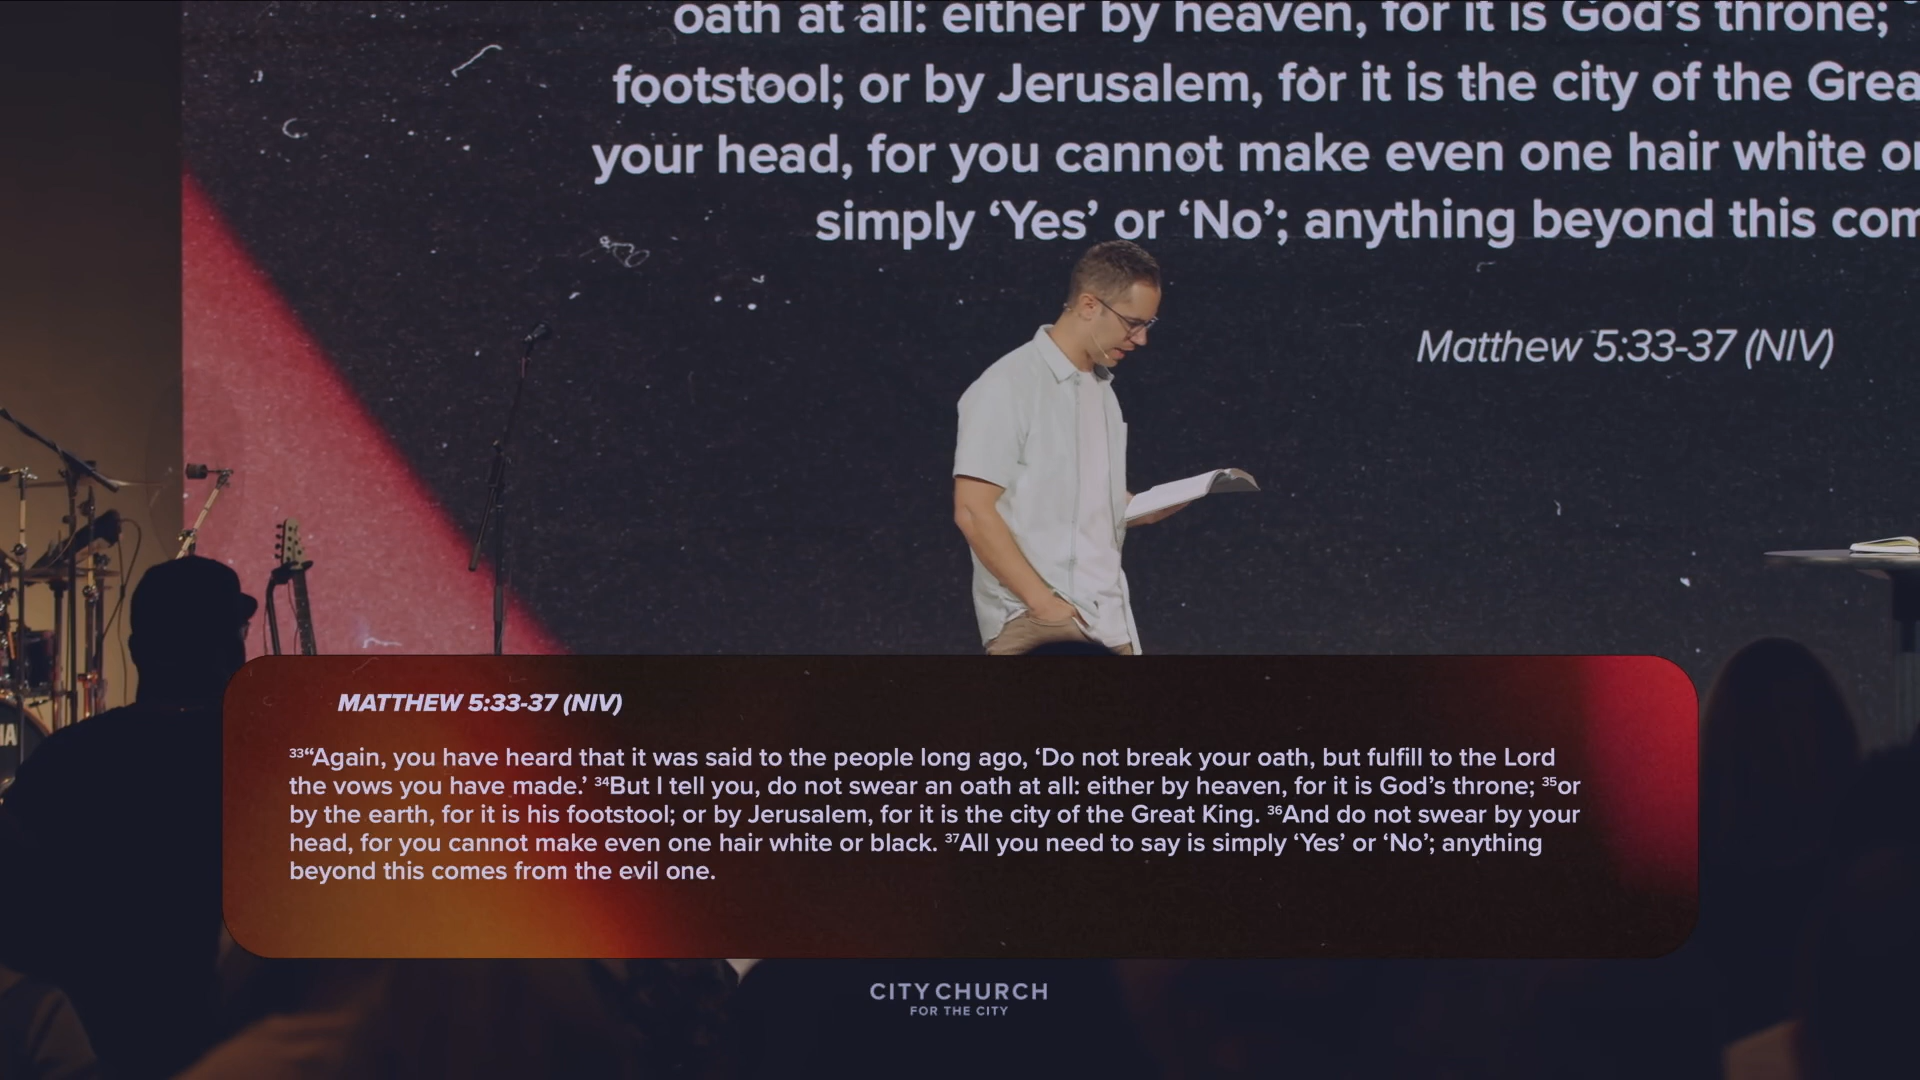 oath at all: either by heaven, for it is God’s throne;
footstool; or by Jerusalem, for it is the city of the Grea
your head, for you cannot make even one hair white or
simply ‘Yes’ or ‘No’; anything beyond this com
Matthew 5:33-37 (NIV)
MATTHEW 5:33-37 (NIV)
³³“Again, you have heard that it was said to the people long ago, ‘Do not break your oath, but fulfill to the Lord
the vows you have made.’ ³⁴But I tell you, do not swear an oath at all: either by heaven, for it is God’s throne; ³⁵or
by the earth, for it is his footstool; or by Jerusalem, for it is the city of the Great King. ³⁶And do not swear by your
head, for you cannot make even one hair white or black. ³⁷All you need to say is simply ‘Yes’ or ‘No’; anything
beyond this comes from the evil one.
CITY CHURCH
FOR THE CITY